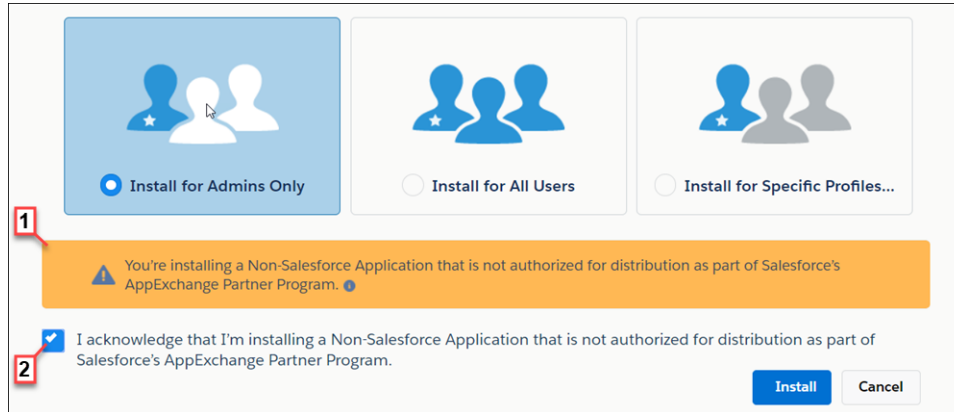 Install for Admins Only
Install for All Users
Install for Specific Profiles...
1
You're installing a Non-Salesforce Application that is not authorized for distribution as part of Salesforce's
AppExchange Partner Program.
I acknowledge that I'm installing a Non-Salesforce Application that is not authorized for distribution as part of
Salesforce's AppExchange Partner Program.
2
Install
Cancel